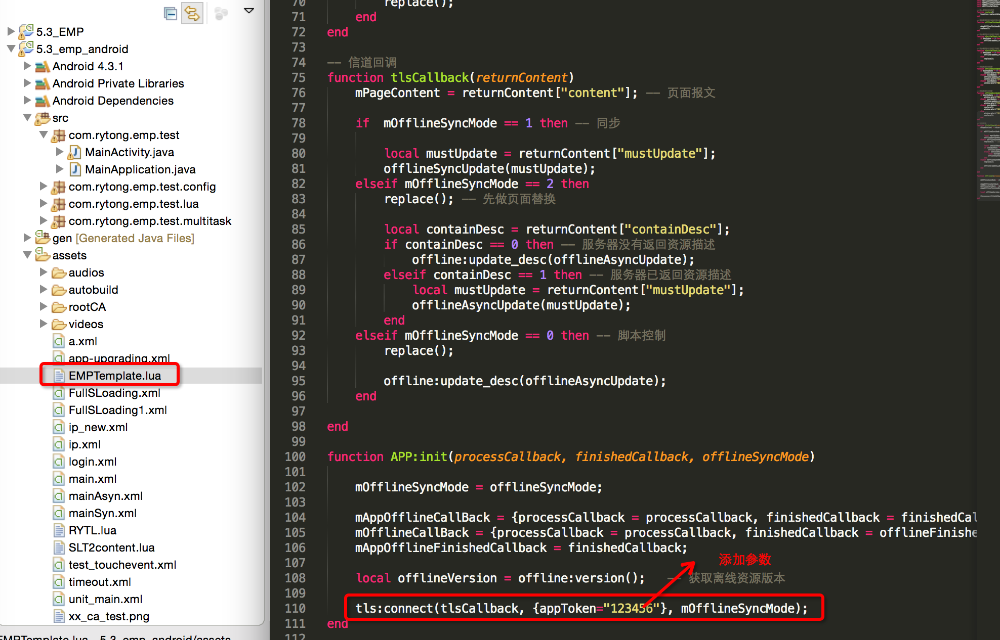 5.3_EMP
5.3_emp_android
Android 4.3.1
Android Private Libraries
Android Dependencies
src
com.rytong.emp.test
MainActivity.java
MainApplication.java
com.rytong.emp.test.config
com.rytong.emp.test.lua
com.rytong.emp.test.multitask
gen [Generated Java Files]
assets
audios
autobuild
rootCA
videos
a.xml
app-upgrading.xml
EMPTemplate.lua
FullSLoading.xml
FullSLoading1.xml
ip_new.xml
ip.xml
login.xml
main.xml
mainAsyn.xml
mainSyn.xml
RYTL.lua
SLT2content.lua
test_touchevent.xml
timeout.xml
unit_main.xml
xx_ca_test.png
EMPTemplate.lua - 5.3_emp_android/assets
70 replace();
71 end
72 end
73
74 -- 信道回调
75 function tlsCallback(returnContent)
76 mPageContent = returnContent["content"]; -- 页面报文
77
78 if  mOfflineSyncMode == 1 then -- 同步
79
80 local mustUpdate = returnContent["mustUpdate"];
81 offlineSyncUpdate(mustUpdate);
82 elseif mOfflineSyncMode == 2 then
83 replace(); -- 先做页面替换
84
85 local containDesc = returnContent["containDesc"];
86 if containDesc == 0 then -- 服务器没有返回资源描述
87 offline:update_desc(offlineAsyncUpdate);
88 elseif containDesc == 1 then -- 服务器已返回资源描述
89 local mustUpdate = returnContent["mustUpdate"];
90 offlineAsyncUpdate(mustUpdate);
91 end
92 elseif mOfflineSyncMode == 0 then -- 脚本控制
93 replace();
94
95 offline:update_desc(offlineAsyncUpdate);
96 end
97
98 end
99
100 function APP:init(processCallback, finishedCallback, offlineSyncMode)
101
102 mOfflineSyncMode = offlineSyncMode;
103
104 mAppOfflineCallBack = {processCallback = processCallback, finishedCallback = finishedCal
105 mOfflineCallBack = {processCallback = processCallback, finishedCallback = offlineFinishe
106 mAppOfflineFinishedCallback = finishedCallback;
107 添加参数
108 local offlineVersion = offline:version();   -- 获取离线资源版本
109
110 tls:connect(tlsCallback, {appToken="123456"}, mOfflineSyncMode);
111 end
112